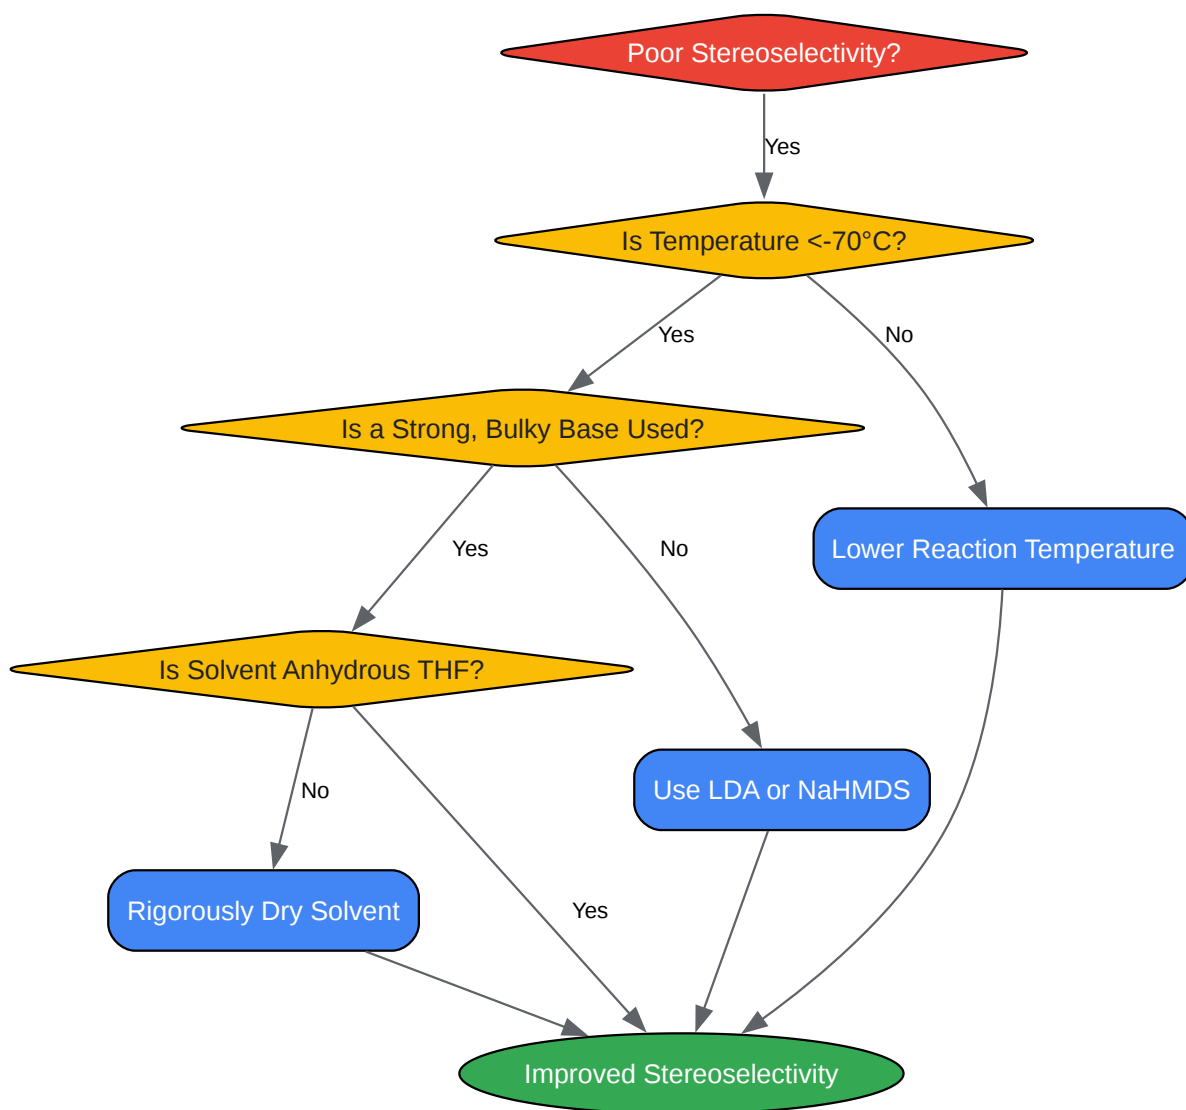 Poor Stereoselectivity?
Yes
Is Temperature <-70°C?
Yes
No
Is a Strong, Bulky Base Used?
Yes
No
Lower Reaction Temperature
Is Solvent Anhydrous THF?
No
Use LDA or NaHMDS
Rigorously Dry Solvent
Yes
Improved Stereoselectivity